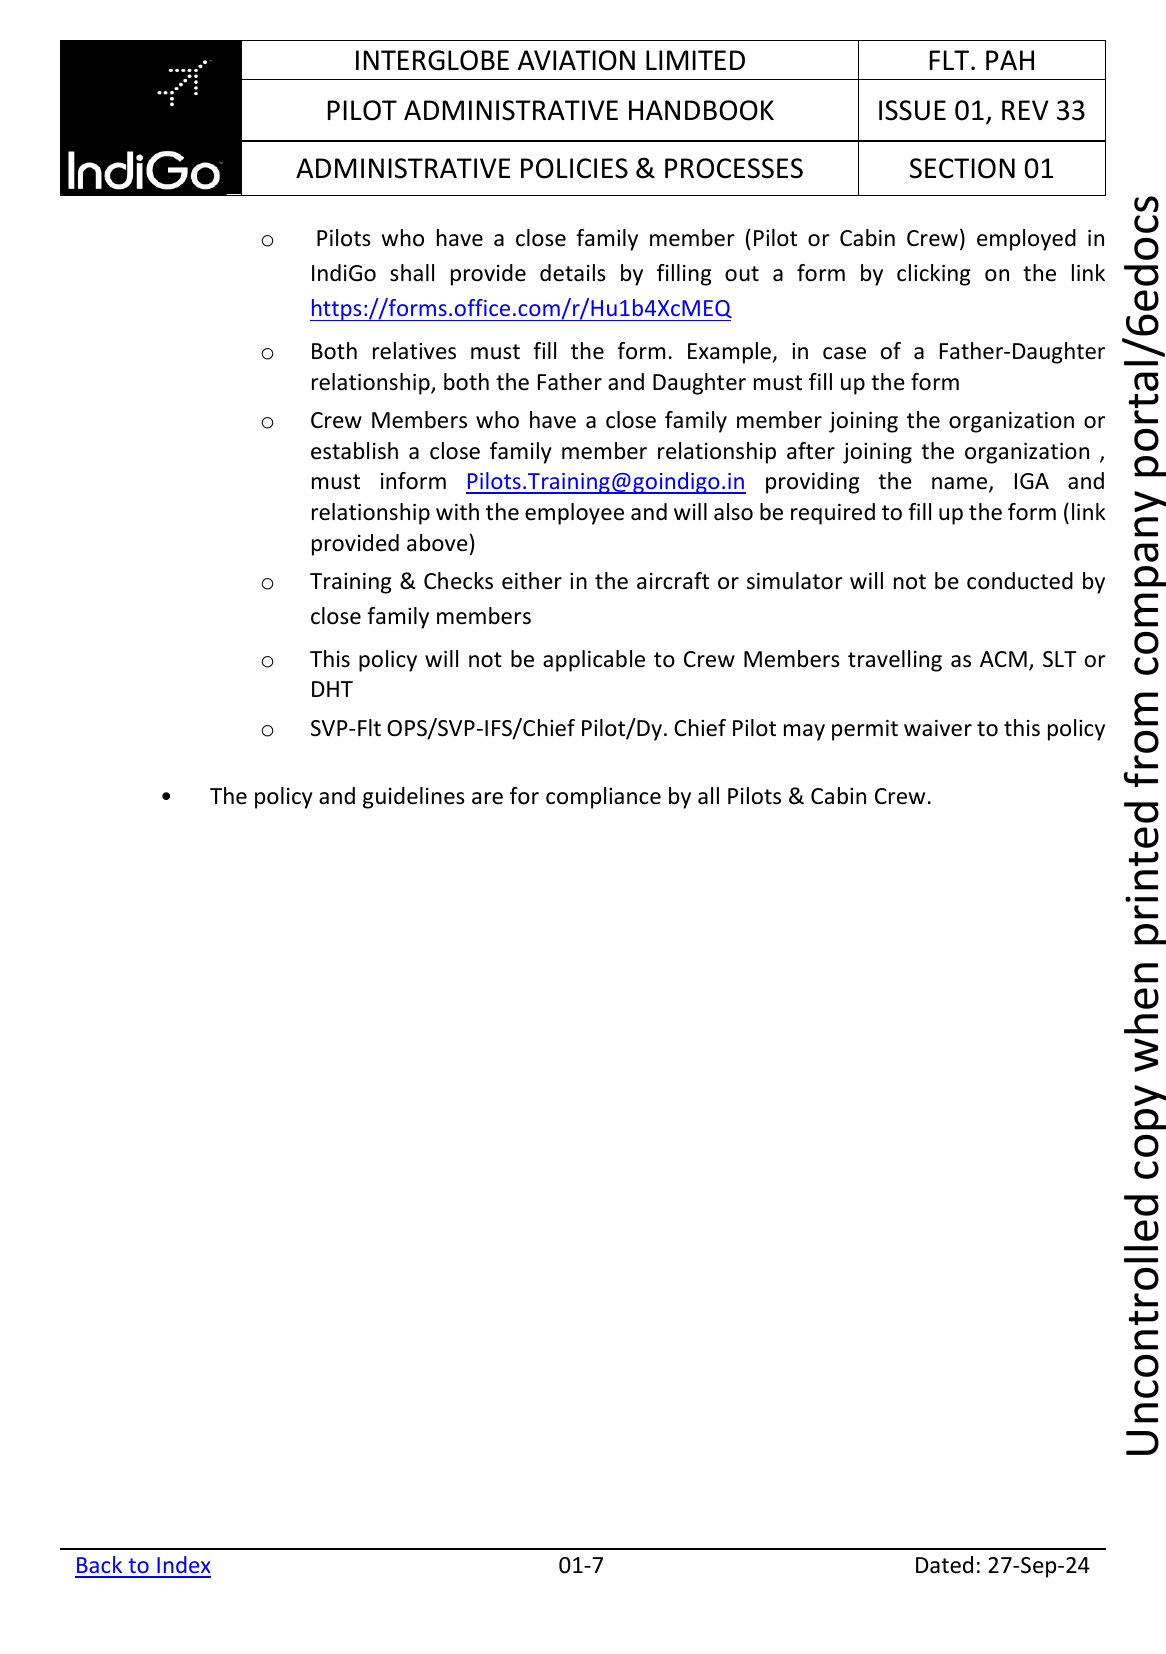 INTERGLOBE AVIATION LIMITED
FLT. PAH
PILOT ADMINISTRATIVE HANDBOOK
ISSUE 01, REV 33
IndiGo
ADMINISTRATIVE POLICIES & PROCESSES
SECTION 01
o Pilots who have a close family member (Pilot or Cabin Crew) employed in
IndiGo shall provide details by filling out a form by clicking on the link
https://forms.office.com/r/Hu1b4XcMEQ
o Both relatives must fill the form. Example, in case of a Father-Daughter
relationship, both the Father and Daughter must fill up the form
o Crew Members who have a close family member joining the organization or
establish a close family member relationship after joining the organization ,
must inform Pilots.Training@goindigo.in providing the name, IGA and
relationship with the employee and will also be required to fill up the form (link
provided above)
o Training & Checks either in the aircraft or simulator will not be conducted by
close family members
o This policy will not be applicable to Crew Members travelling as ACM, SLT or
DHT
o SVP-Flt OPS/SVP-IFS/Chief Pilot/Dy. Chief Pilot may permit waiver to this policy
• The policy and guidelines are for compliance by all Pilots & Cabin Crew.
Uncontrolled copy when printed from company portal/6edocs
Back to Index
01-7
Dated: 27-Sep-24